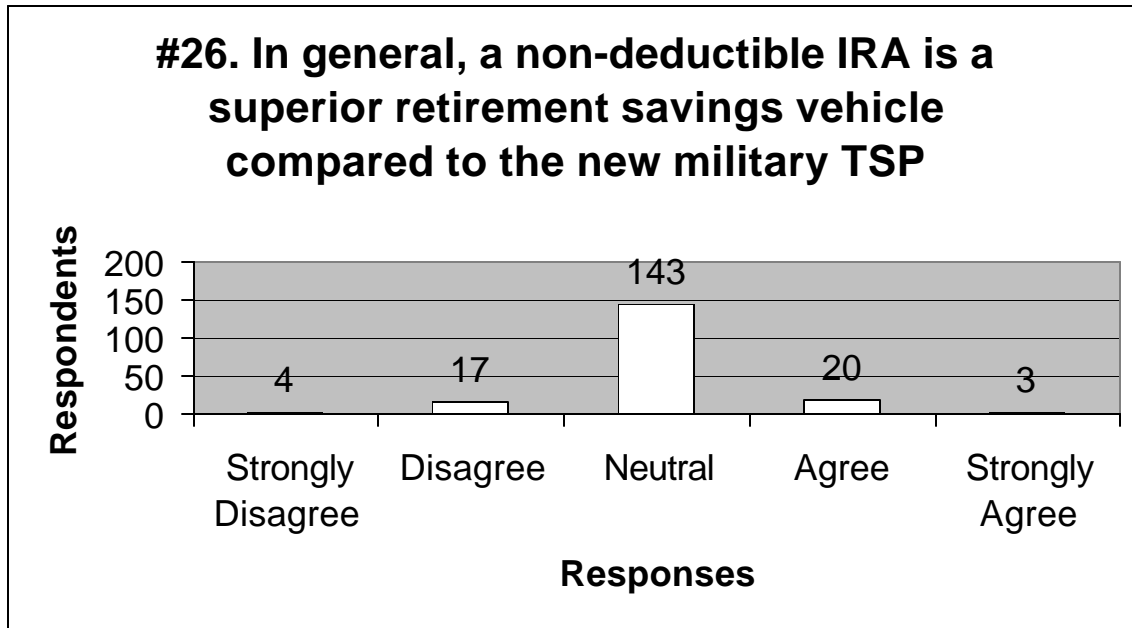 #26. In general, a non-deductible IRA is a
superior retirement savings vehicle
compared to the new military TSP
Respondents
200
150
100
50
0
4
17
143
20
3
Strongly
Disagree
Disagree
Neutral
Agree
Strongly
Agree
Responses